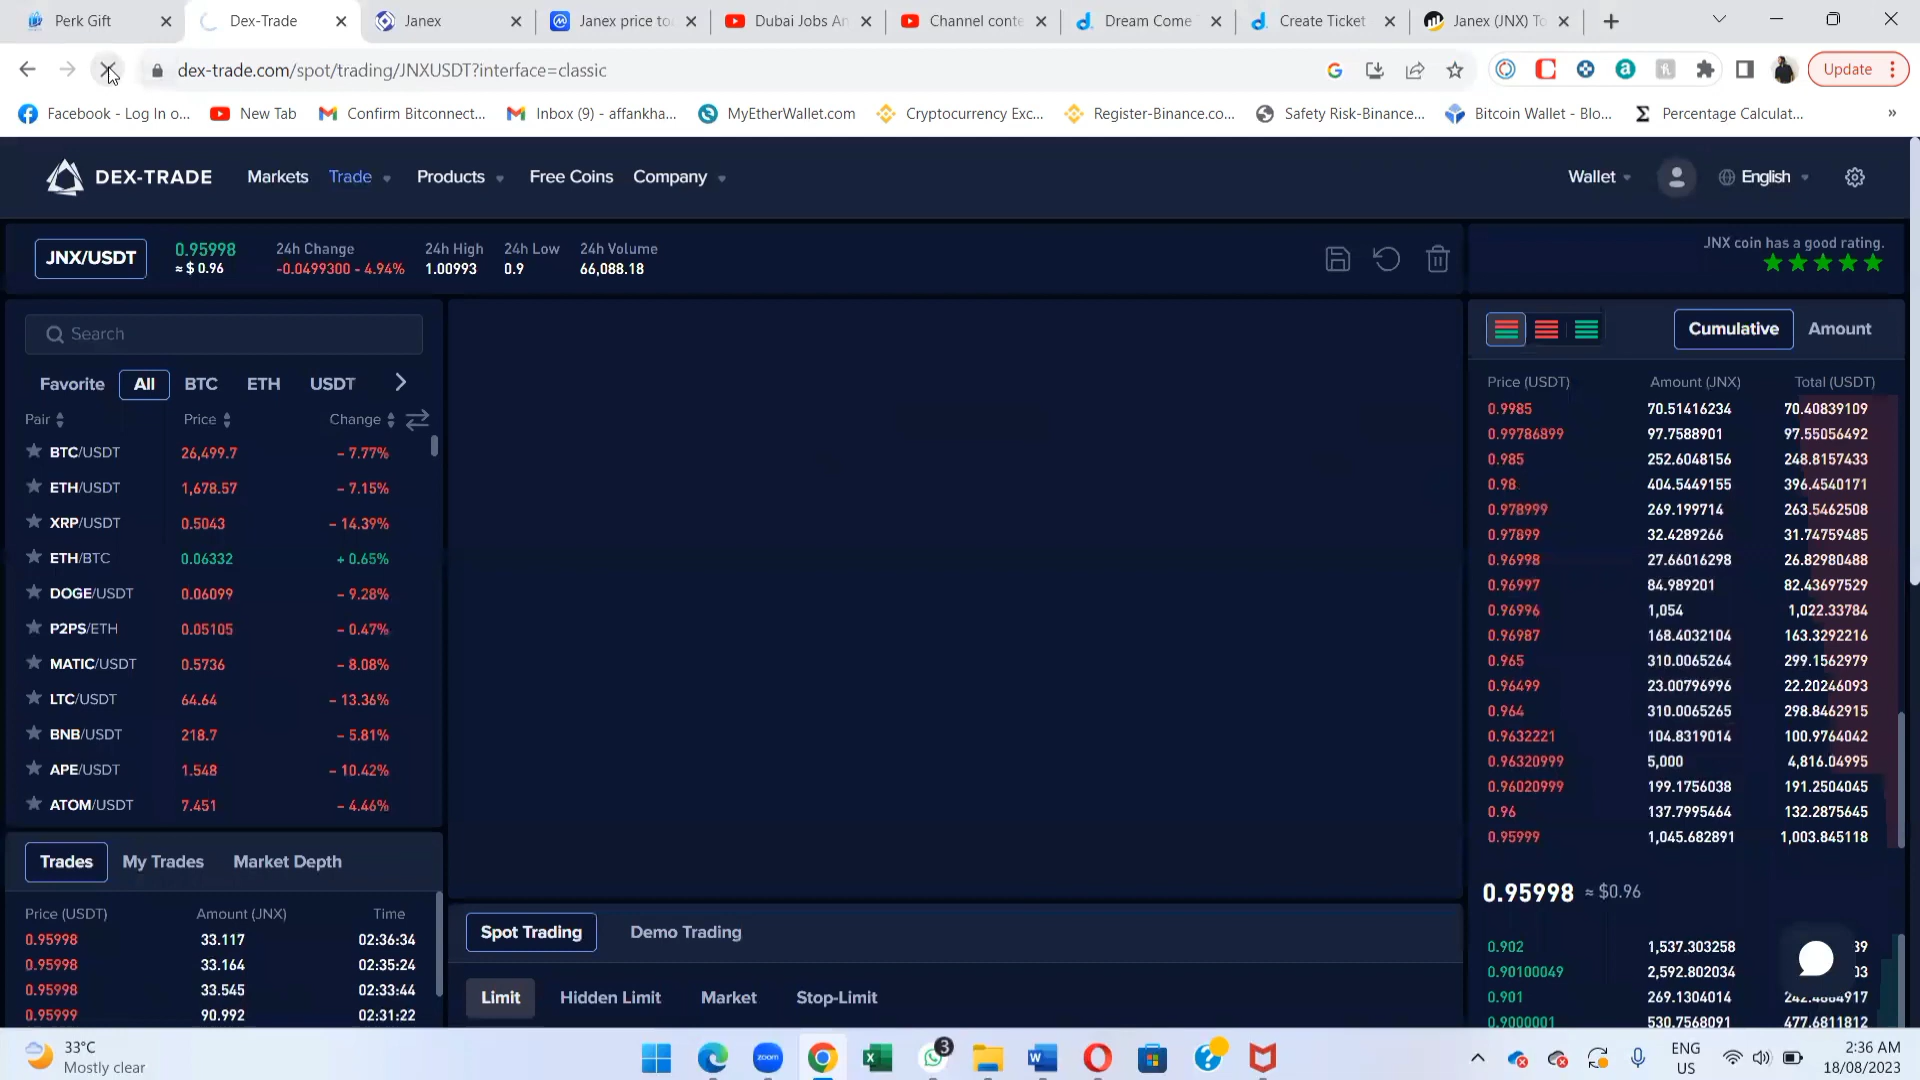 Perk Gift
Dex-Trade
Janex
Janex price to
Dubai Jobs An
Channel conte
Dream Come
Create Ticket
Janex (JNX) To
dex-trade.com/spot/trading/JNXUSDT?interface=classic
Update
Facebook - Log In o...
New Tab
Confirm Bitconnect...
Inbox (9) - affankha...
MyEtherWallet.com
Cryptocurrency Exc...
Register-Binance.co...
Safety Risk-Binance...
Bitcoin Wallet - Blo...
Percentage Calculat...
»
DEX-TRADE
Markets
Trade
Products
Free Coins
Company
Wallet
English
JNX/USDT
0.95998
≈ $ 0.96
24h Change
-0.0499300 - 4.94%
24h High
1.00993
24h Low
0.9
24h Volume
66,088.18
JNX coin has a good rating.
Search
Favorite All BTC ETH USDT
Pair Price Change
BTC/USDT 26,499.7 - 7.77%
ETH/USDT 1,678.57 - 7.15%
XRP/USDT 0.5043 - 14.39%
ETH/BTC 0.06332 + 0.65%
DOGE/USDT 0.06099 - 9.28%
P2PS/ETH 0.05105 - 0.47%
MATIC/USDT 0.5736 - 8.08%
LTC/USDT 64.64 - 13.36%
BNB/USDT 218.7 - 5.81%
APE/USDT 1.548 - 10.42%
ATOM/USDT 7.451 - 4.46%
Trades My Trades Market Depth
Price (USDT) Amount (JNX) Time
0.95998 33.117 02:36:34
0.95998 33.164 02:35:24
0.95998 33.545 02:33:44
0.95999 90.992 02:31:22
Spot Trading Demo Trading
Limit Hidden Limit Market Stop-Limit
Cumulative Amount
Price (USDT) Amount (JNX) Total (USDT)
0.9985 70.51416234 70.40839109
0.99786899 97.7588901 97.55056492
0.985 252.6048156 248.8157433
0.98 404.5449155 396.4540171
0.978999 269.199714 263.5462508
0.97899 32.4289266 31.74759485
0.96998 27.66016298 26.82980488
0.96997 84.989201 82.43697529
0.96996 1,054 1,022.33784
0.96987 168.4032104 163.3292216
0.965 310.0065264 299.1562979
0.96499 23.00796996 22.20246093
0.964 310.0065265 298.8462915
0.9632221 104.8319014 100.9764042
0.96320999 5,000 4,816.04995
0.96020999 199.1756038 191.2504045
0.96 137.7995464 132.2875645
0.95999 1,045.682891 1,003.845118
0.95998 ≈ $0.96
0.902 1,537.303258 39
0.90100049 2,592.802034 03
0.901 269.1304014 242.4864917
0.9000001 530.7568091 477.6811812
33°C
Mostly clear
zoom
3
ENG
US
2:36 AM
18/08/2023